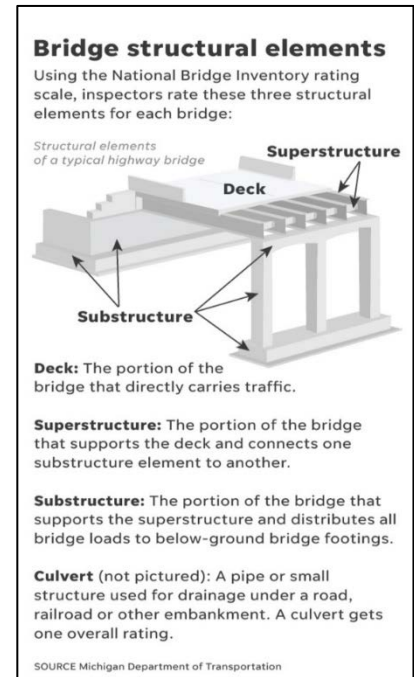 Bridge structural elements
Using the National Bridge Inventory rating
scale, inspectors rate these three structural
elements for each bridge:
Structural elements
of a typical highway bridge
Superstructure
Deck
Substructure
Deck: The portion of the
bridge that directly carries traffic.
Superstructure: The portion of the bridge
that supports the deck and connects one
substructure element to another.
Substructure: The portion of the bridge that
supports the superstructure and distributes all
bridge loads to below-ground bridge footings.
Culvert (not pictured): A pipe or small
structure used for drainage under a road,
railroad or other embankment. A culvert gets
one overall rating.
SOURCE Michigan Department of Transportation